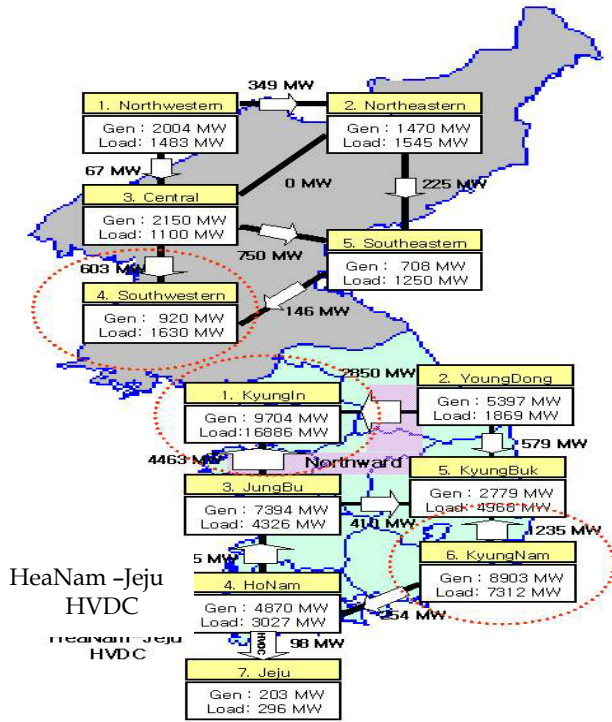 349 MW
1. Northwestern
Gen : 2004 MW
Load: 1483 MW
2. Northeastern
Gen : 1470 MW
Load: 1545 MW
67 MW
0 MW
225 MW
3. Central
Gen : 2150 MW
Load: 1100 MW
750 MW
5. Southeastern
Gen : 708 MW
Load: 1250 MW
603 MW
4. Southwestern
Gen : 920 MW
Load: 1630 MW
146 MW
2850 MW
1. KyungIn
Gen : 9704 MW
Load:16886 MW
2. YoungDong
Gen : 5397 MW
Load: 1869 MW
579 MW
4463 MW
Northward
3. JungBu
Gen : 7394 MW
Load: 4326 MW
410 MW
5. KyungBuk
Gen : 2779 MW
Load: 4968 MW
1235 MW
6. KyungNam
Gen : 8903 MW
Load: 7312 MW
5 MW
4. HoNam
Gen : 4870 MW
Load: 3027 MW
254 MW
HeaNam –Jeju
HVDC
HeaNam-Jeju
HVDC
HVDC
98 MW
7. Jeju
Gen : 203 MW
Load: 296 MW